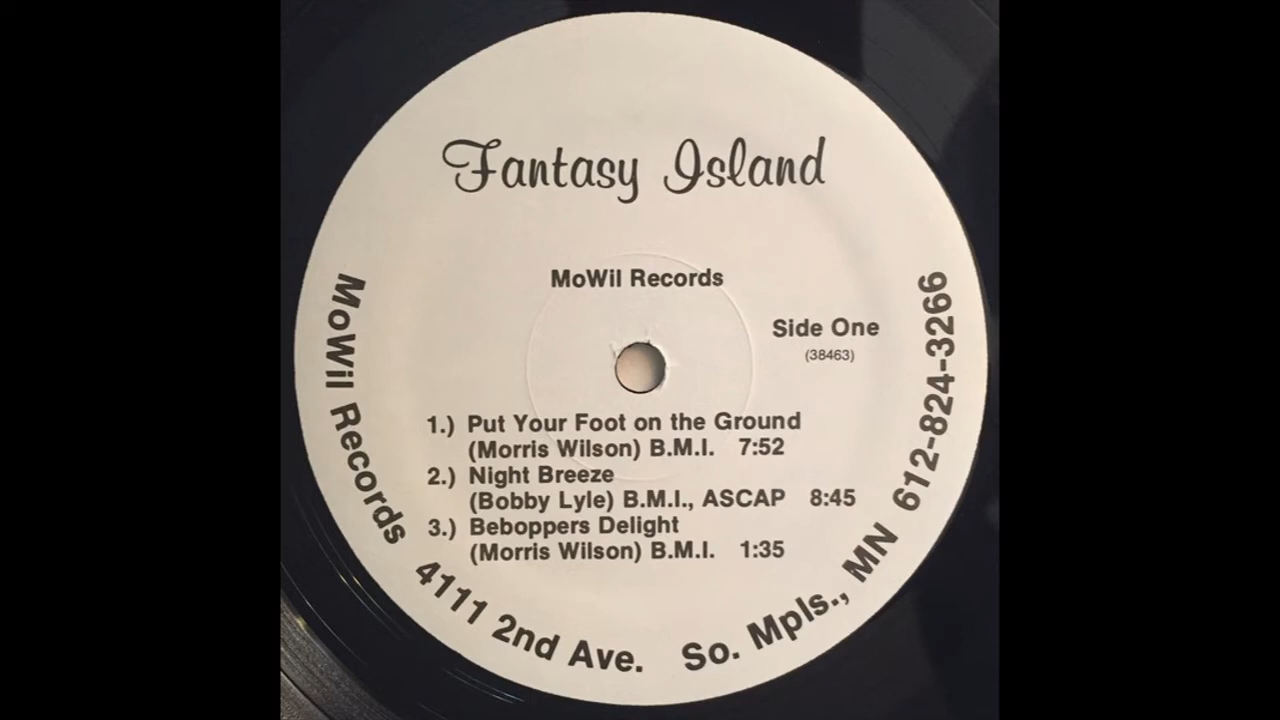 Fantasy Island
MoWil Records
Side One
(38463)
1.) Put Your Foot on the Ground
(Morris Wilson) B.M.I. 7:52
2.) Night Breeze
(Bobby Lyle) B.M.I., ASCAP 8:45
3.) Beboppers Delight
(Morris Wilson) B.M.I. 1:35
MoWil Records 4111 2nd Ave. So. Mpls., MN 612-824-3266